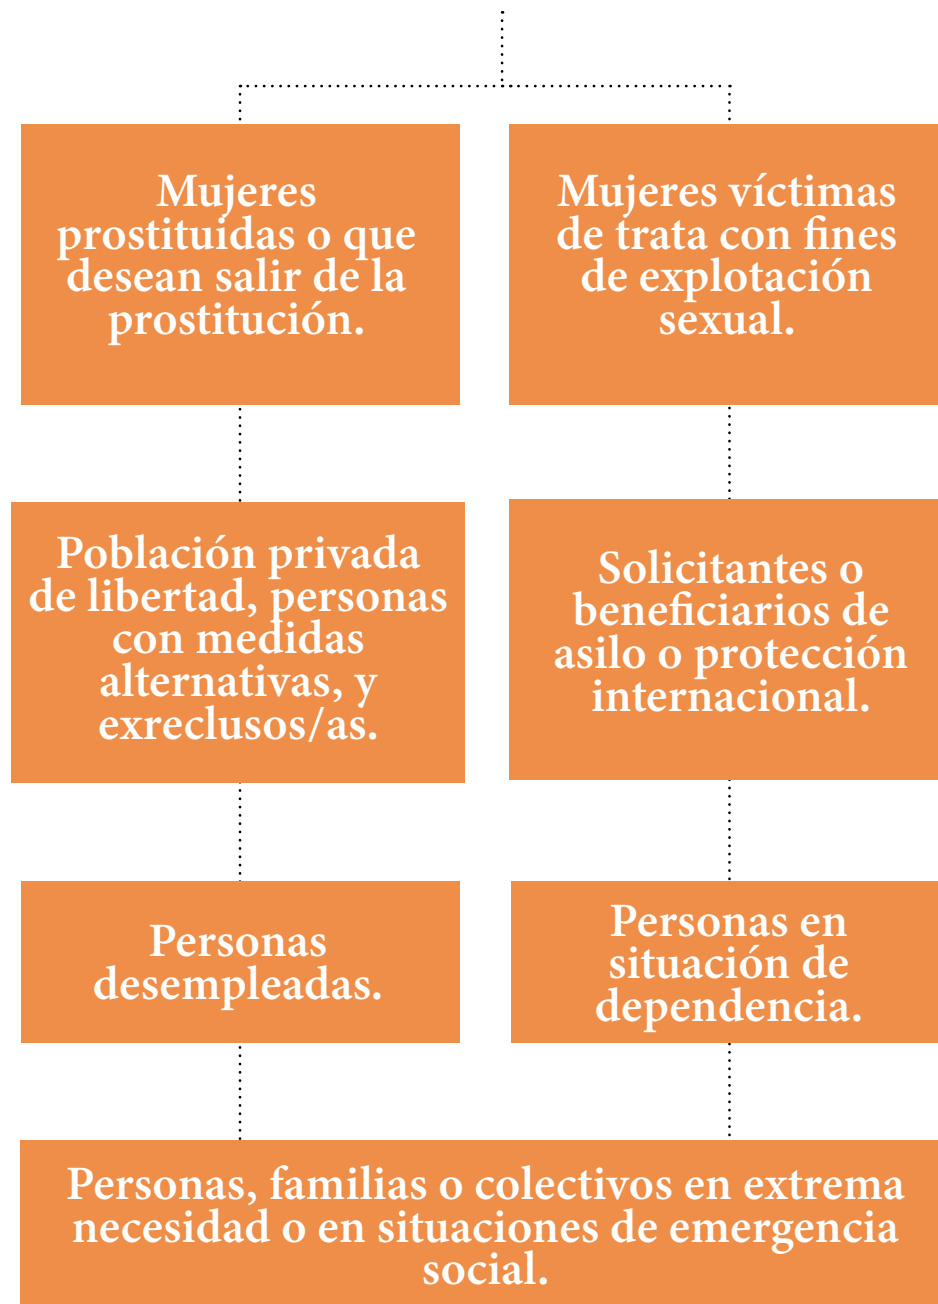 Mujeres
prostituidas o que
desean salir de la
prostitución.
Mujeres víctimas
de trata con fines
de explotación
sexual.
Población privada
de libertad, personas
con medidas
alternativas, y
exreclusos/as.
Solicitantes o
beneficiarios de
asilo o protección
internacional.
Personas
desempleadas.
Personas en
situación de
dependencia.
Personas, familias o colectivos en extrema
necesidad o en situaciones de emergencia
social.